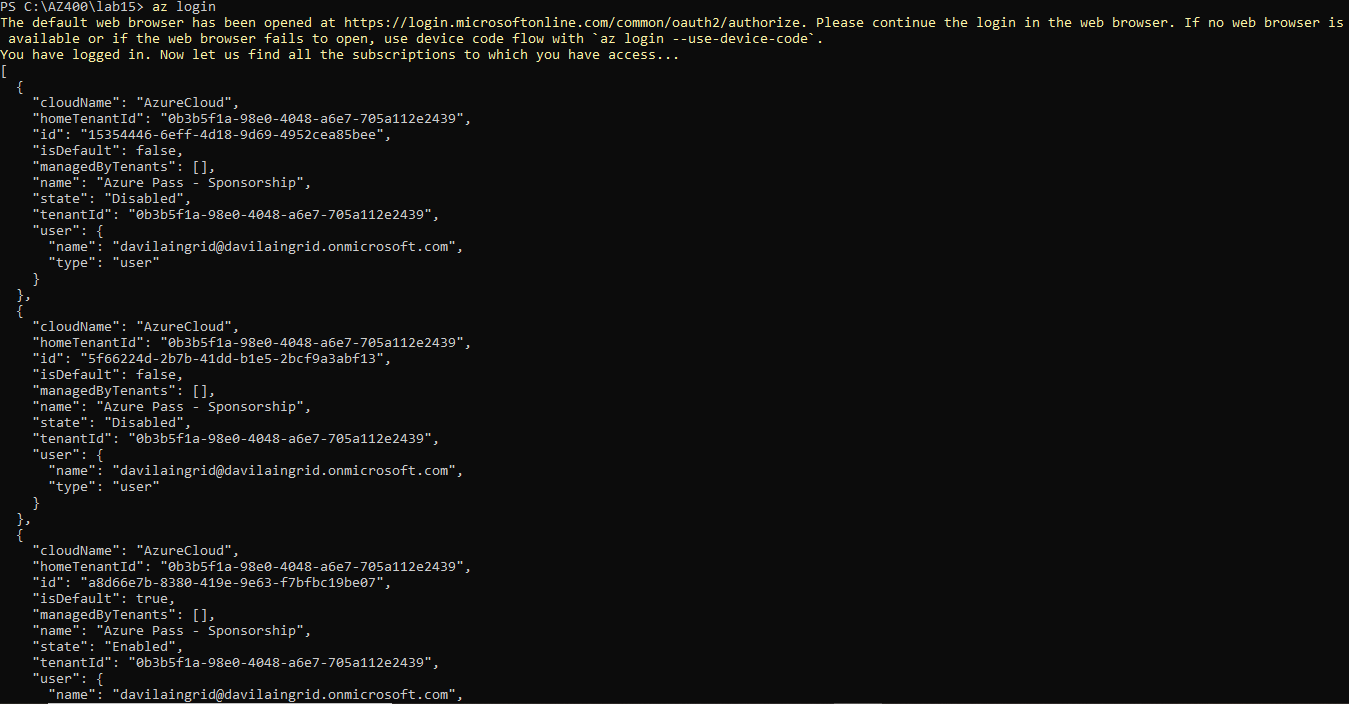 PS C:\AZ400\lab15> az login
The default web browser has been opened at https://login.microsoftonline.com/common/oauth2/authorize. Please continue the login in the web browser. If no web browser is
 available or if the web browser fails to open, use device code flow with `az login --use-device-code`.
You have logged in. Now let us find all the subscriptions to which you have access...
[
  {
    "cloudName": "AzureCloud",
    "homeTenantId": "0b3b5f1a-98e0-4048-a6e7-705a112e2439",
    "id": "15354446-6eff-4d18-9d69-4952cea85bee",
    "isDefault": false,
    "managedByTenants": [],
    "name": "Azure Pass - Sponsorship",
    "state": "Disabled",
    "tenantId": "0b3b5f1a-98e0-4048-a6e7-705a112e2439",
    "user": {
      "name": "davilaingrid@davilaingrid.onmicrosoft.com",
      "type": "user"
    }
  },
  {
    "cloudName": "AzureCloud",
    "homeTenantId": "0b3b5f1a-98e0-4048-a6e7-705a112e2439",
    "id": "5f66224d-2b7b-41dd-b1e5-2bcf9a3abf13",
    "isDefault": false,
    "managedByTenants": [],
    "name": "Azure Pass - Sponsorship",
    "state": "Disabled",
    "tenantId": "0b3b5f1a-98e0-4048-a6e7-705a112e2439",
    "user": {
      "name": "davilaingrid@davilaingrid.onmicrosoft.com",
      "type": "user"
    }
  },
  {
    "cloudName": "AzureCloud",
    "homeTenantId": "0b3b5f1a-98e0-4048-a6e7-705a112e2439",
    "id": "a8d66e7b-8380-419e-9e63-f7bfbc19be07",
    "isDefault": true,
    "managedByTenants": [],
    "name": "Azure Pass - Sponsorship",
    "state": "Enabled",
    "tenantId": "0b3b5f1a-98e0-4048-a6e7-705a112e2439",
    "user": {
      "name": "davilaingrid@davilaingrid.onmicrosoft.com",